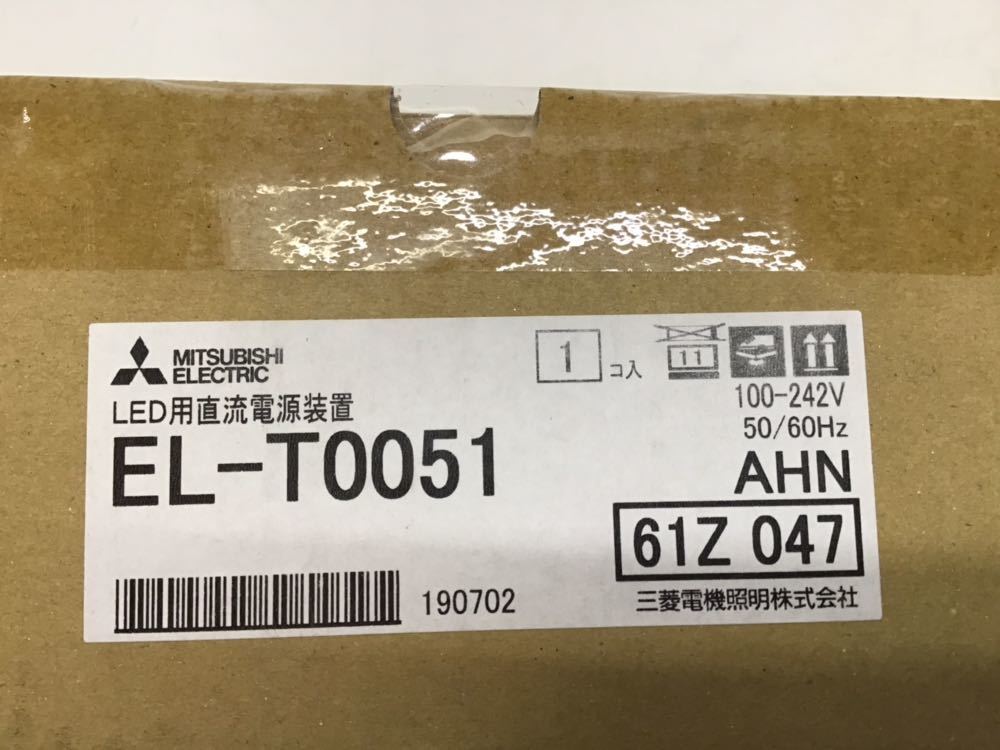 MITSUBISHI
ELECTRIC
1 コ入
11
LED用直流電源装置
100-242V
50/60Hz
EL-T0051
AHN
61Z 047
190702
三菱電機照明株式会社